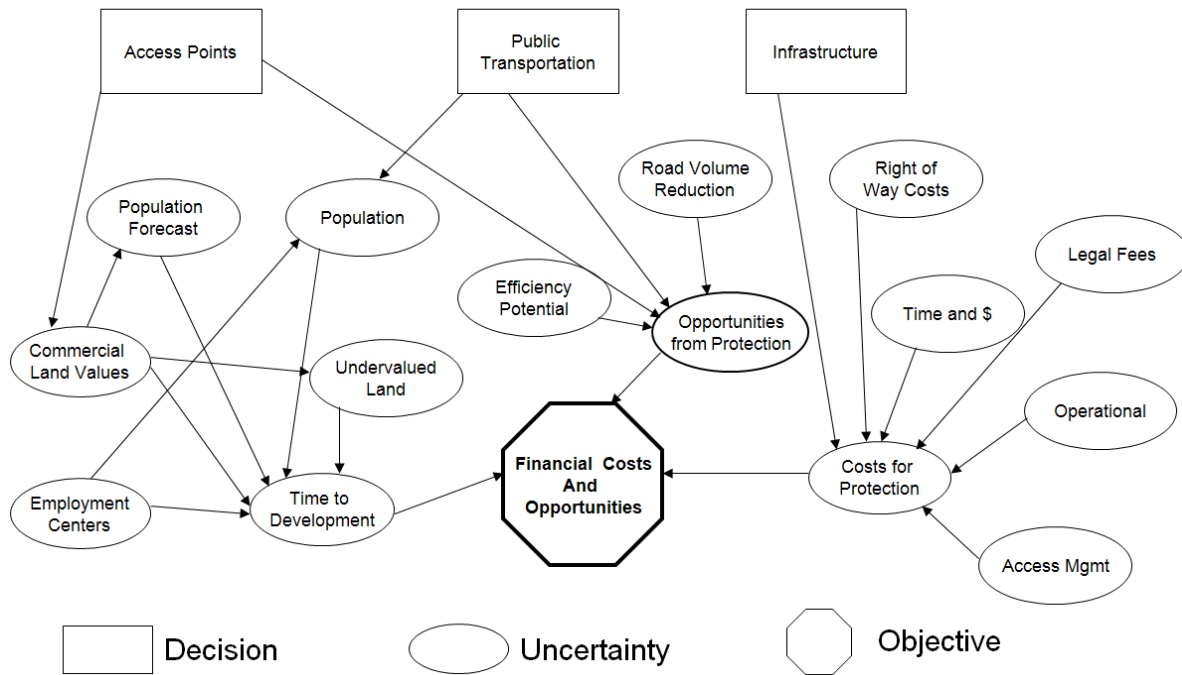 Access Points
Public
Transportation
Infrastructure
Road Volume
Reduction
Right of
Way Costs
Population
Forecast
Population
Legal Fees
Efficiency
Potential
Time and $
Opportunities
from Protection
Commercial
Land Values
Undervalued
Land
Operational
Financial Costs
And
Opportunities
Costs for
Protection
Employment
Centers
Time to
Development
Access Mgmt
Decision
Uncertainty
Objective